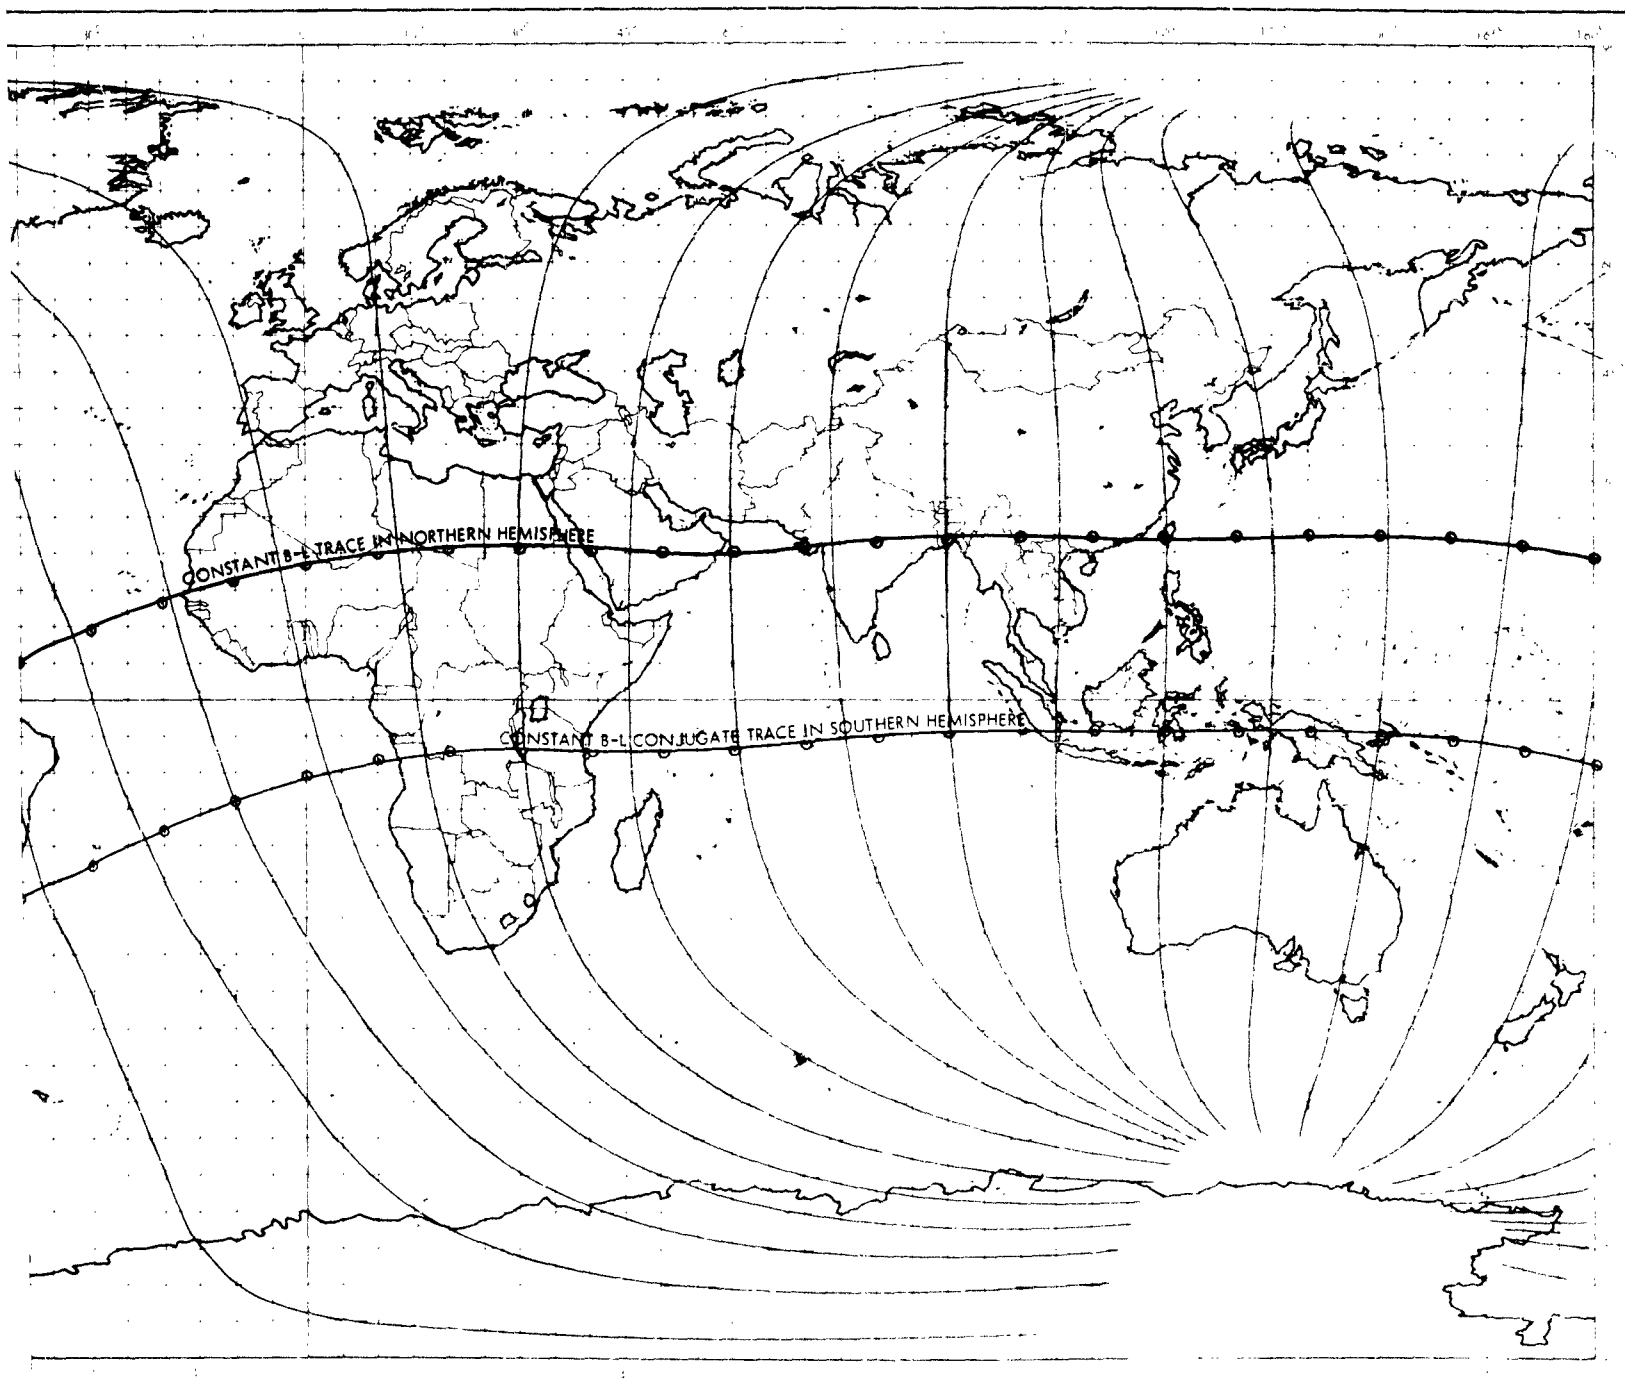 CONSTANT B-L TRACE IN NORTHERN HEMISPHERE
CONSTANT B-L CONJUGATE TRACE IN SOUTHERN HEMISPHERE